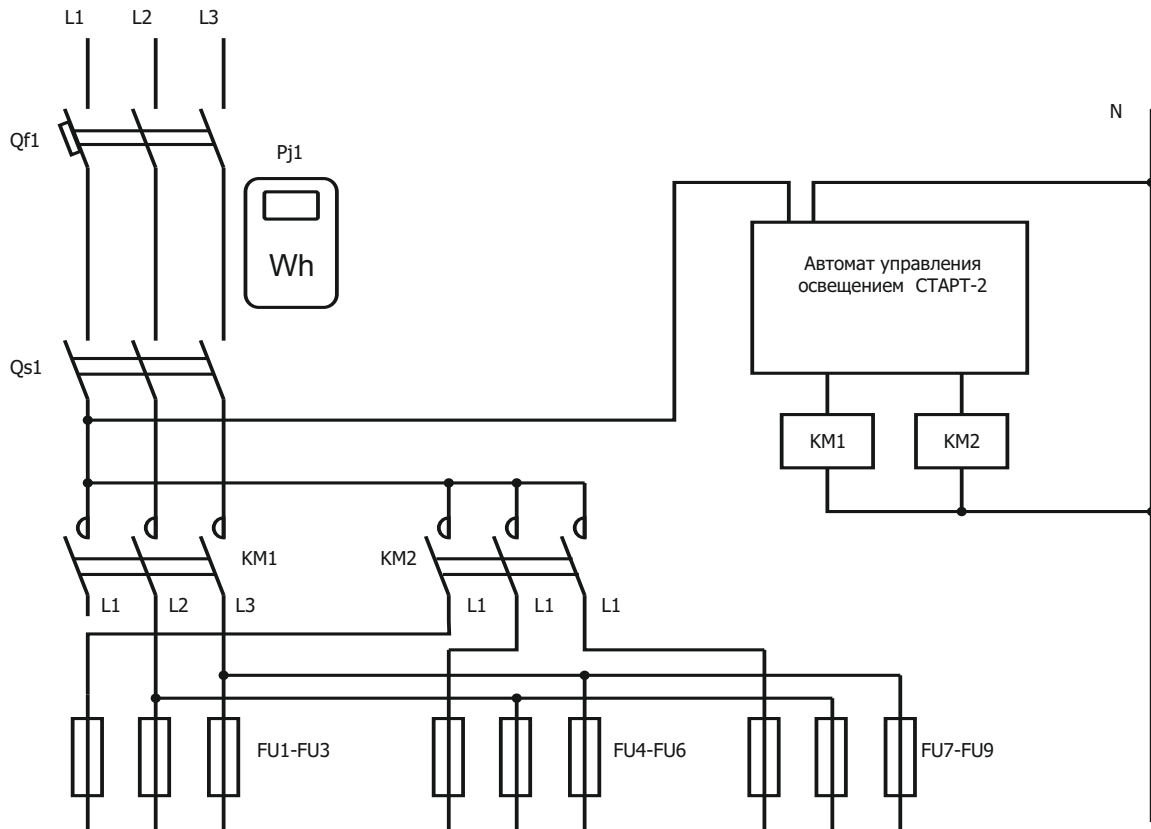 L1 L2 L3
Qf1
N
Pj1
Wh
Автомат управления
освещением СТАРТ-2
Qs1
KM1 KM2
KM1 KM2
L1 L2 L3 L1 L1 L1
FU1-FU3 FU4-FU6 FU7-FU9